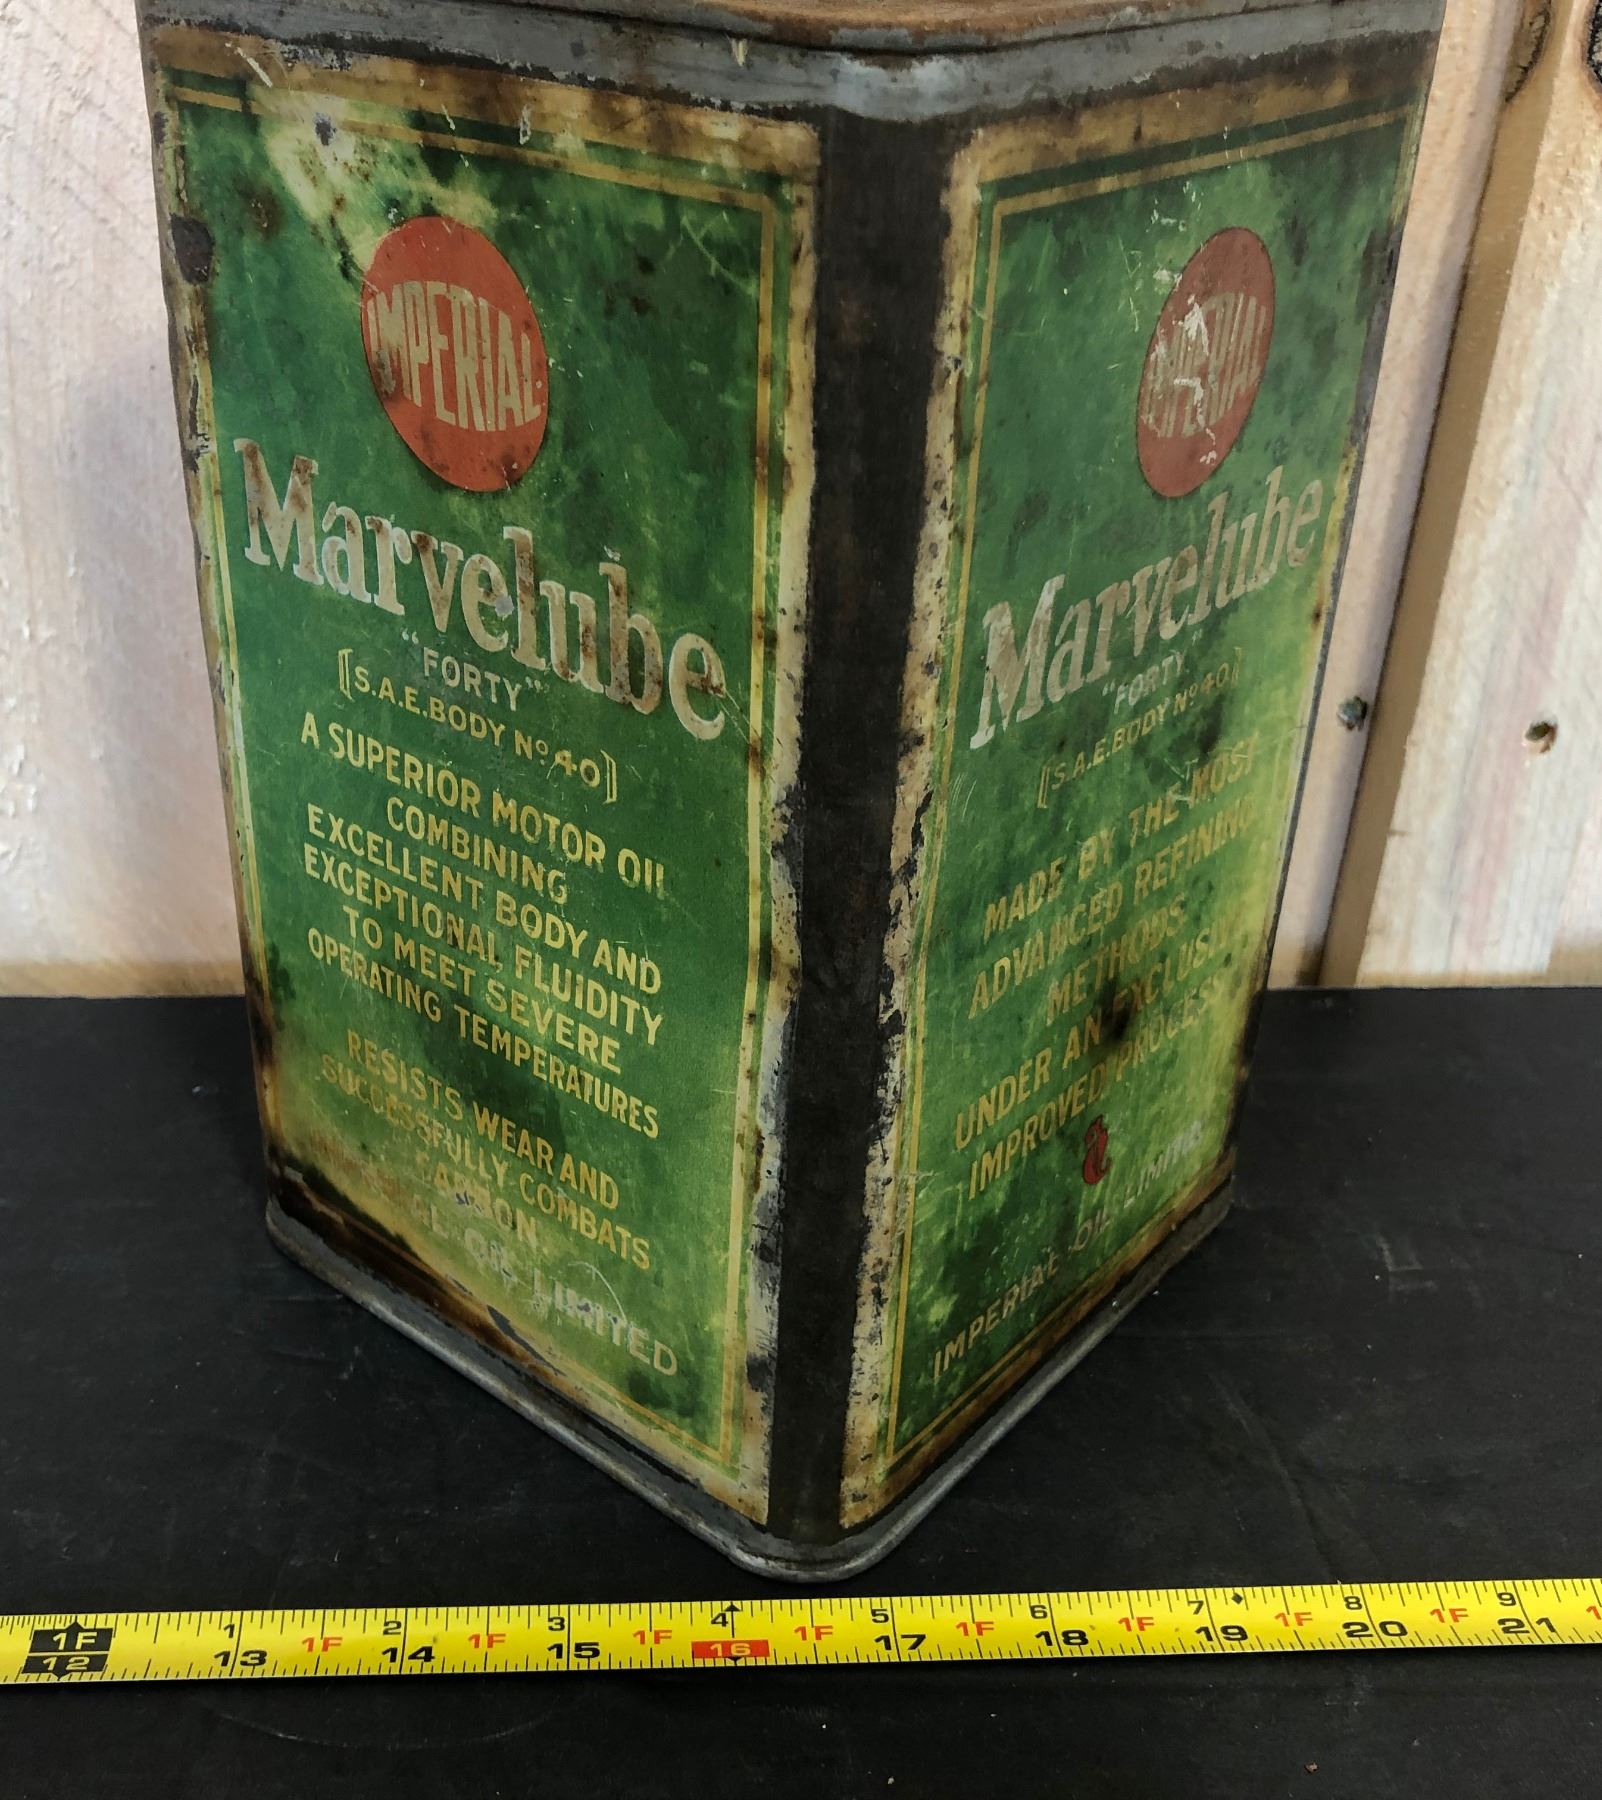 IMPERIAL
Marvelube
"FORTY"
[S.A.E. BODY Nº 40]
A SUPERIOR MOTOR OIL
COMBINING
EXCELLENT BODY AND
EXCEPTIONAL FLUIDITY
TO MEET SEVERE
OPERATING TEMPERATURES
RESISTS WEAR AND
SUCCESSFULLY COMBATS
CARBON
IMPERIAL OIL LIMITED
IMPERIAL
Marvelube
"FORTY"
[S.A.E. BODY Nº 40]
MADE BY THE MOST
ADVANCED REFINING
METHODS
UNDER AN EXCLUSIVE
IMPROVED PROCESS
IMPERIAL OIL LIMITED
1F 1 1F 2 1F 3 1F 4 1F 5 1F 6 1F 7 1F 8 1F 9
12 13 14 15 16 17 18 19 20 21